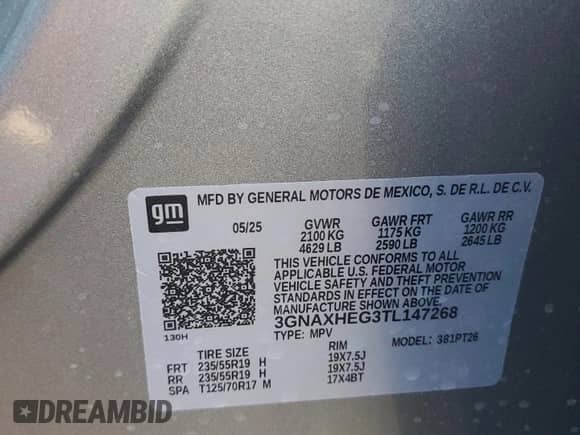 gm
MFD BY GENERAL MOTORS DE MEXICO, S. DE R.L. DE C.V.
05/25 GVWR GAWR FRT GAWR RR
2100 KG 1175 KG 1200 KG
4629 LB 2590 LB 2645 LB
THIS VEHICLE CONFORMS TO ALL
APPLICABLE U.S. FEDERAL MOTOR
VEHICLE SAFETY AND THEFT PREVENTION
STANDARDS IN EFFECT ON THE DATE OF
MANUFACTURE SHOWN ABOVE.
3GNAXHEG3TL147268
130H
TYPE: MPV MODEL: 381PT26
TIRE SIZE RIM
FRT 235/55R19 H 19X7.5J
RR 235/55R19 H 19X7.5J
SPA T125/70R17 M 17X4BT
DREAMBID